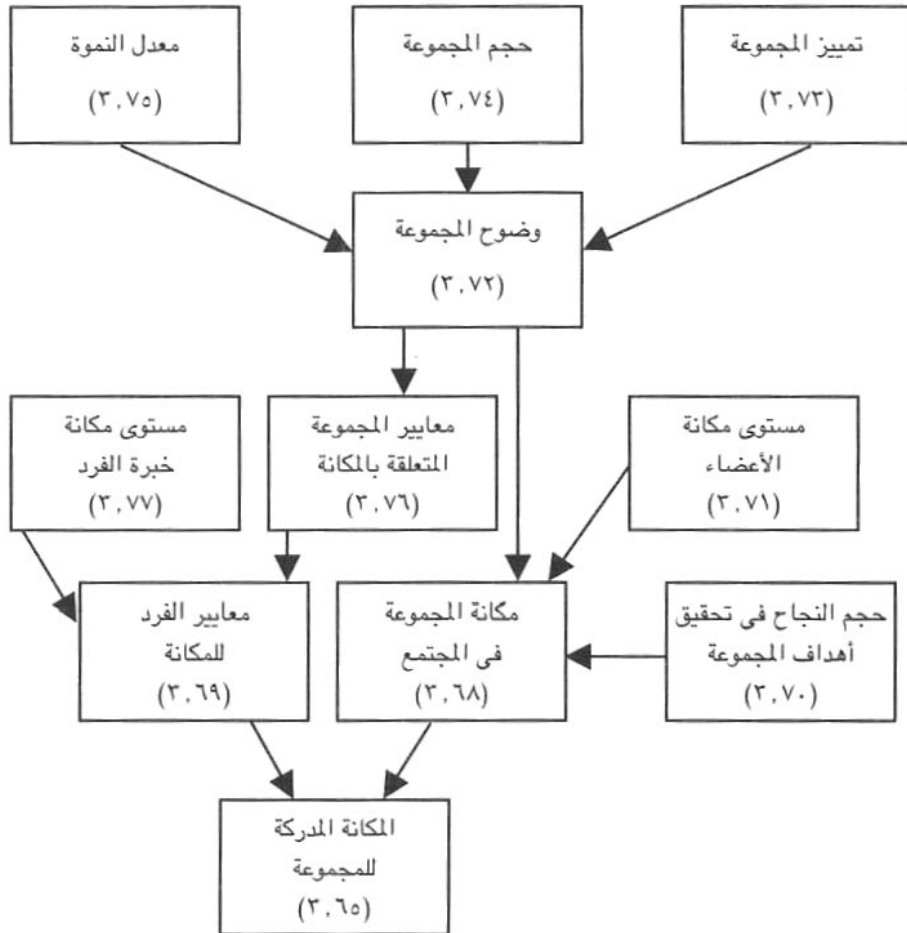 تمييز المجموعة
(٣,٧٣)
حجم المجموعة
(٣,٧٤)
معدل النموة
(٣,٧٥)
وضوح المجموعة
(٣,٧٢)
مستوى مكانة
الأعضاء
(٣,٧١)
معايير المجموعة
المتعلقة بالمكانة
(٣,٧٦)
مستوى مكانة
خبرة الفرد
(٣,٧٧)
حجم النجاح فى تحقيق
أهداف المجموعة
(٣,٧٠)
مكانة المجموعة
فى المجتمع
(٣,٦٨)
معايير الفرد
للمكانة
(٣,٦٩)
المكانة المدركة
للمجموعة
(٣,٦٥)